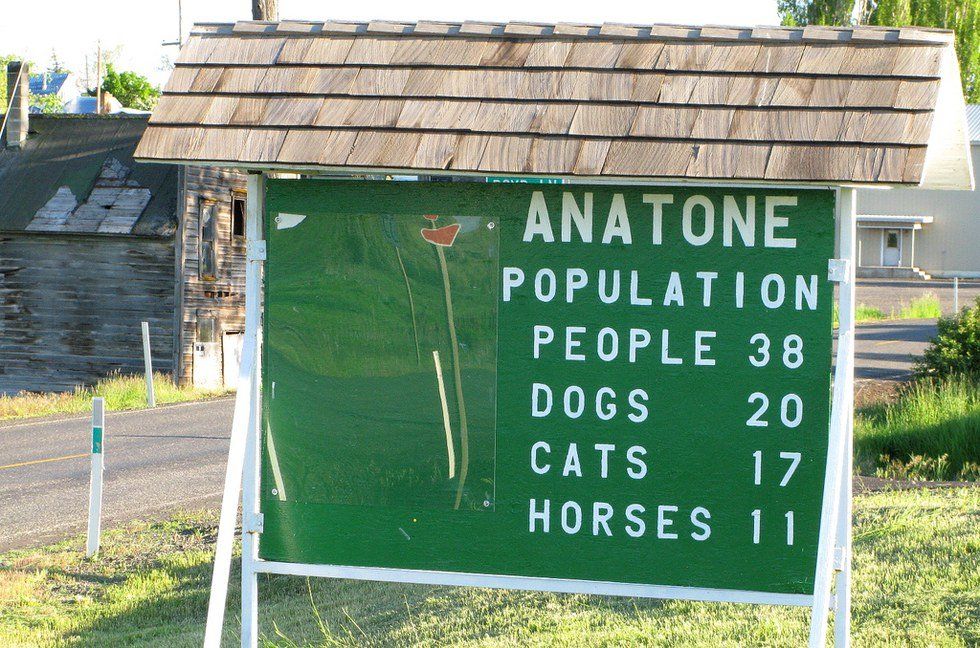 ANATONE
POPULATION
PEOPLE 38
DOGS 20
CATS 17
HORSES 11